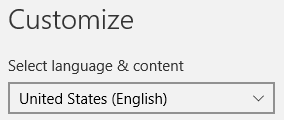 Customize
Select language & content
United States (English)